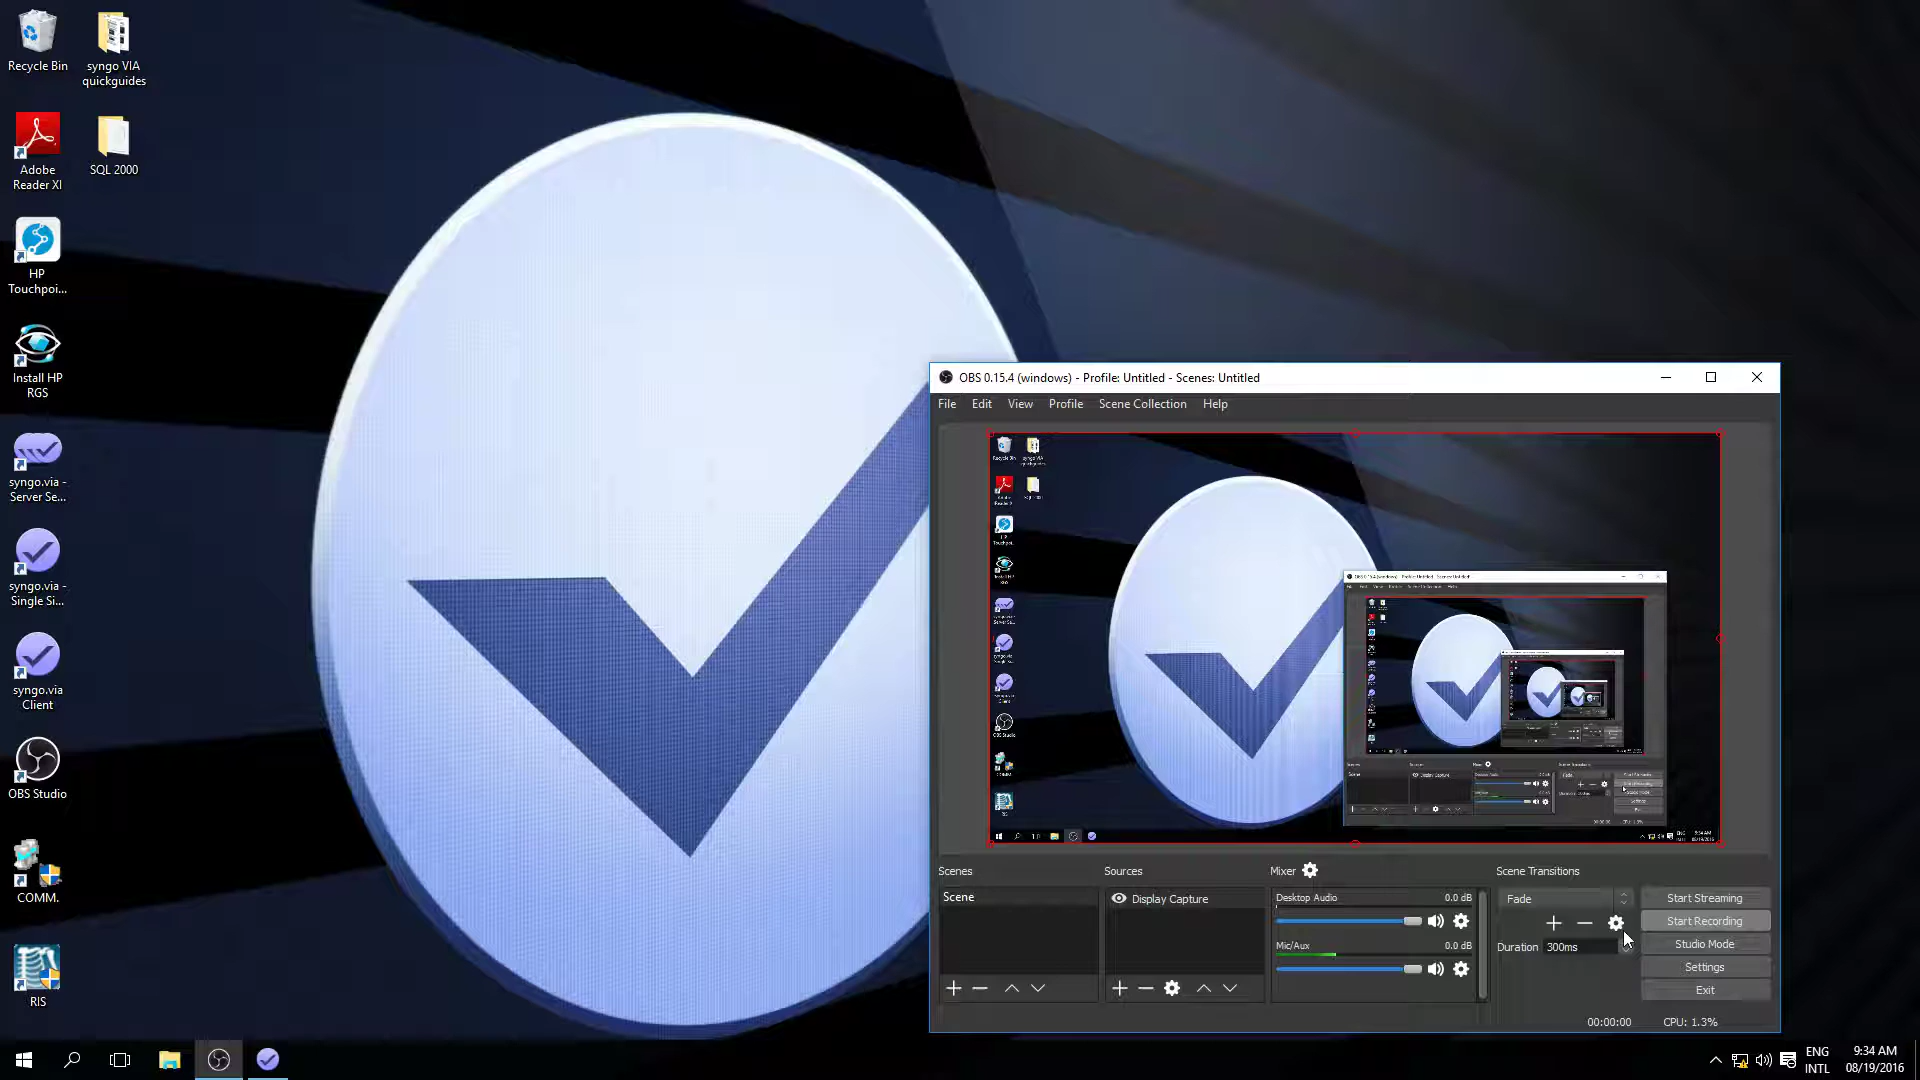 Recycle Bin
syngo VIA
quickguides
Adobe
Reader XI
SQL 2000
HP
Touchpoi...
Install HP
RGS
syngo.via -
Server Se...
syngo.via -
Single Si...
syngo.via
Client
OBS Studio
COMM.
RIS
OBS 0.15.4 (windows) - Profile: Untitled - Scenes: Untitled
File Edit View Profile Scene Collection Help
Scenes
Scene
Sources
Display Capture
Mixer
Desktop Audio 0.0 dB
Mic/Aux 0.0 dB
Scene Transitions
Fade
Duration 300ms
Start Streaming
Start Recording
Studio Mode
Settings
Exit
00:00:00 CPU: 1.3%
ENG
INTL
9:34 AM
08/19/2016